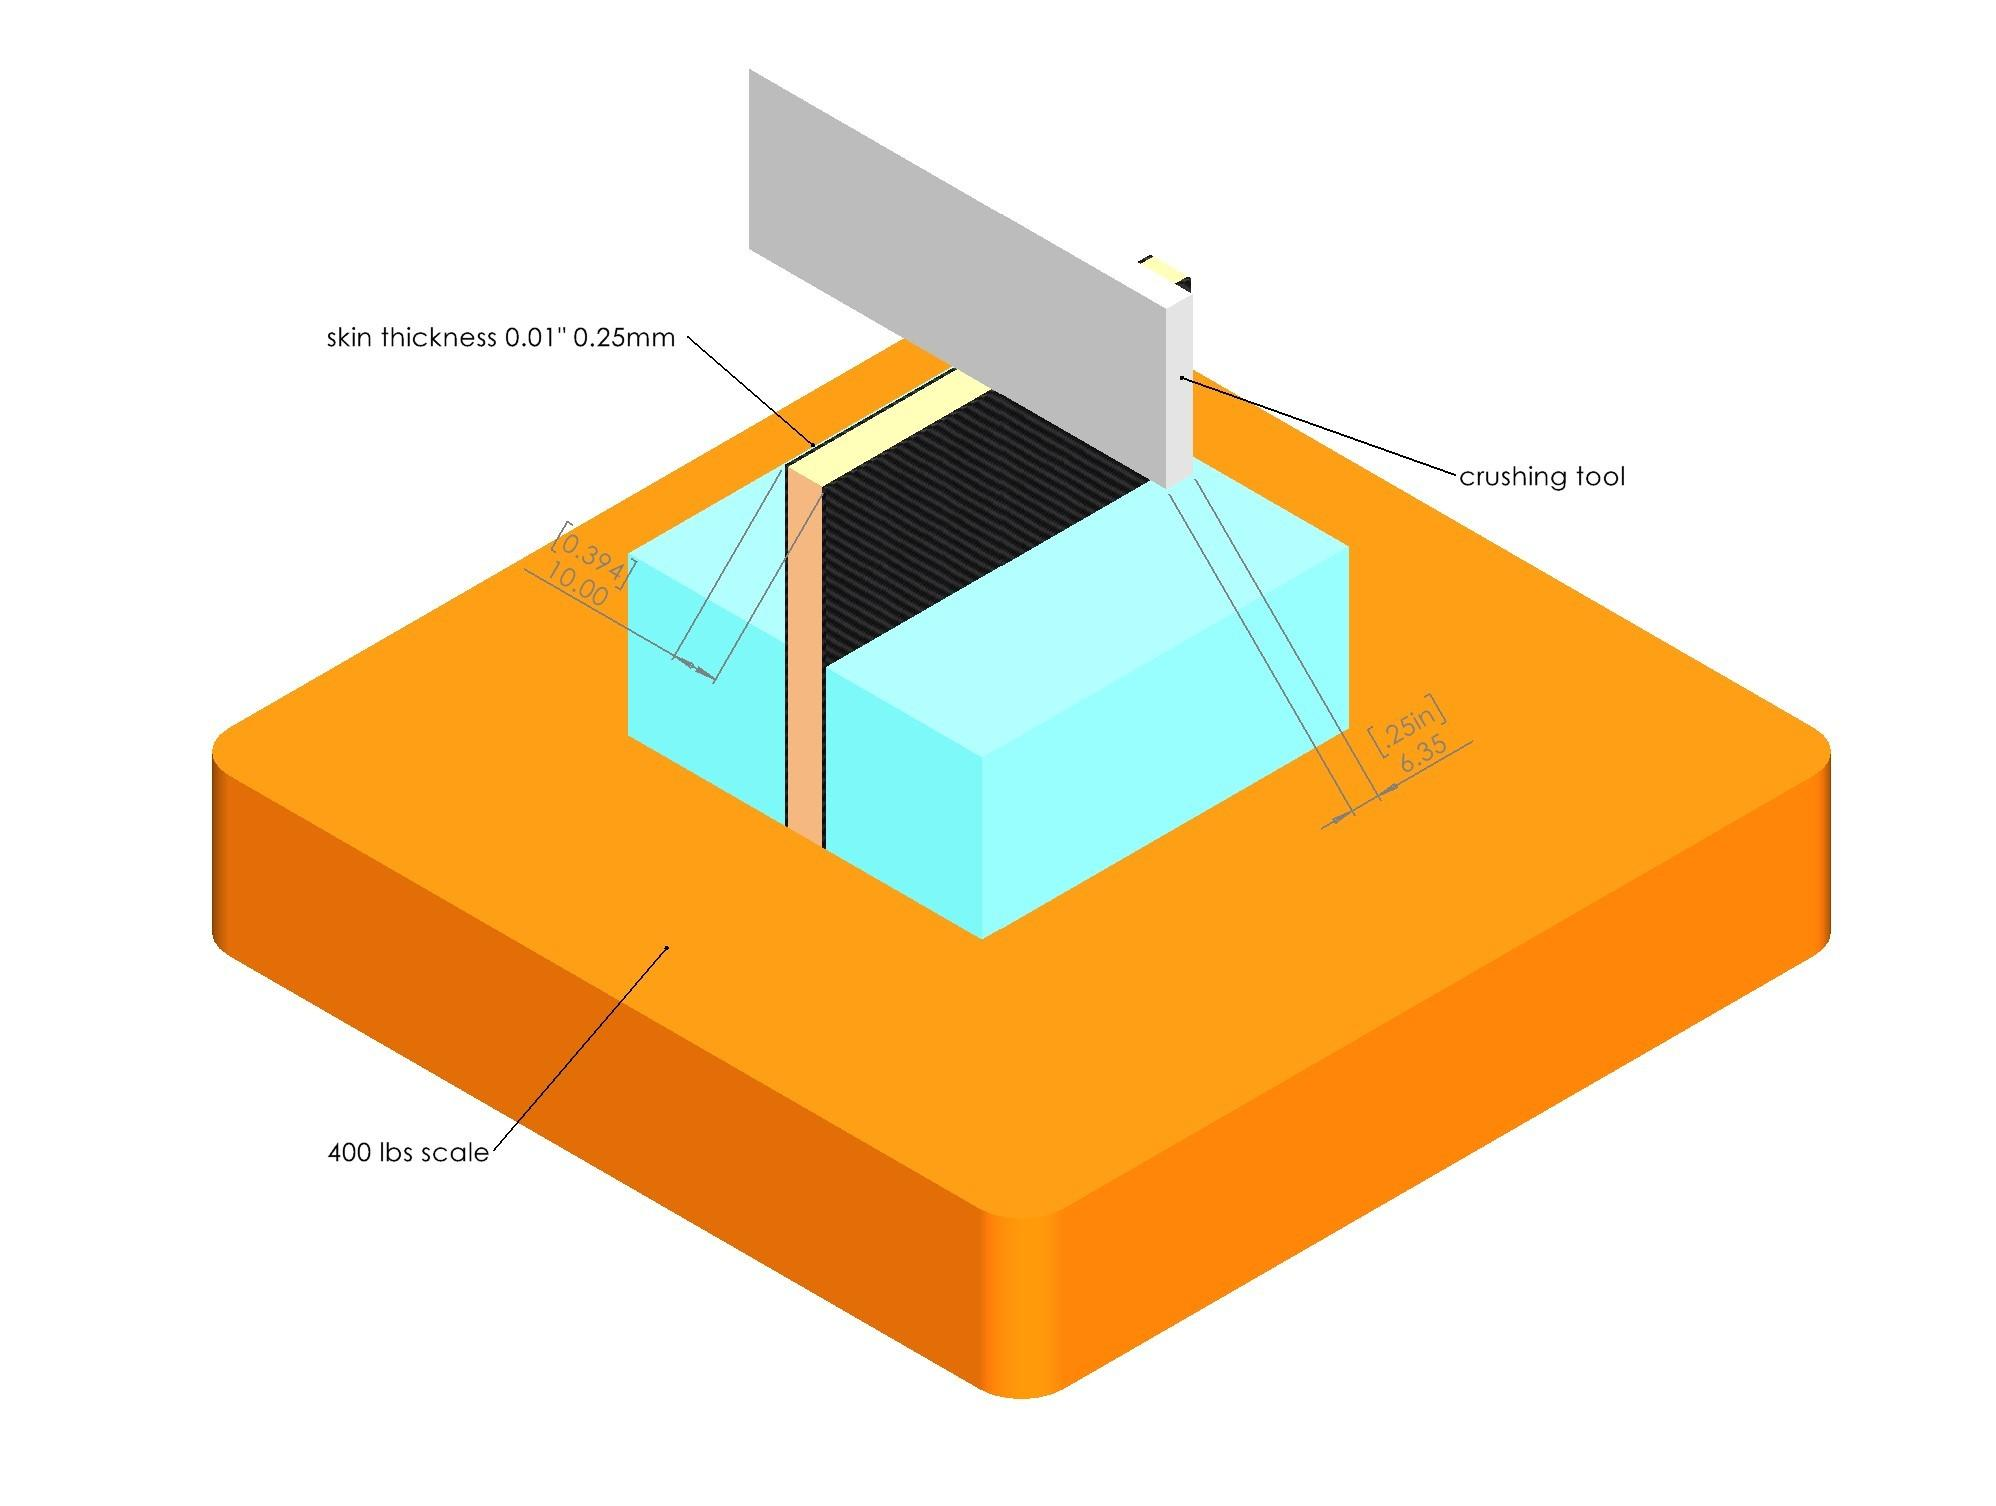 skin thickness 0.01" 0.25mm
crushing tool
[0.394]
10.00
[.25in]
6.35
400 lbs scale